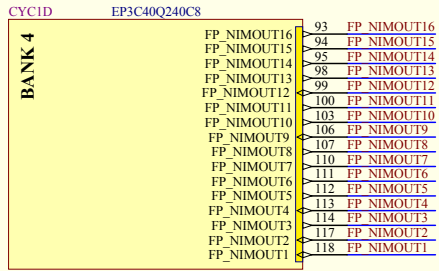 CYC1D EP3C40Q240C8
BANK 4
FP_NIMOUT16 93 FP_NIMOUT16
FP_NIMOUT15 94 FP_NIMOUT15
FP_NIMOUT14 95 FP_NIMOUT14
FP_NIMOUT13 98 FP_NIMOUT13
FP_NIMOUT12 99 FP_NIMOUT12
FP_NIMOUT11 100 FP_NIMOUT11
FP_NIMOUT10 103 FP_NIMOUT10
FP_NIMOUT9 106 FP_NIMOUT9
FP_NIMOUT8 107 FP_NIMOUT8
FP_NIMOUT7 110 FP_NIMOUT7
FP_NIMOUT6 111 FP_NIMOUT6
FP_NIMOUT5 112 FP_NIMOUT5
FP_NIMOUT4 113 FP_NIMOUT4
FP_NIMOUT3 114 FP_NIMOUT3
FP_NIMOUT2 117 FP_NIMOUT2
FP_NIMOUT1 118 FP_NIMOUT1